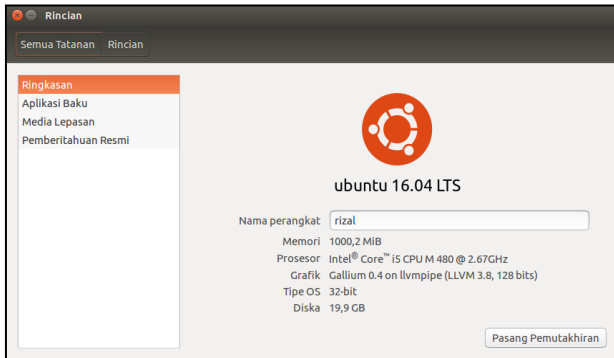 Rincian
Semua Tatanan Rincian
Ringkasan
Aplikasi Baku
Media Lepasan
Pemberitahuan Resmi
ubuntu 16.04 LTS
Nama perangkat rizal
Memori 1000,2 MiB
Prosesor Intel® Core™ i5 CPU M 480 @ 2.67GHz
Grafik Gallium 0.4 on llvmpipe (LLVM 3.8, 128 bits)
Tipe OS 32-bit
Diska 19,9 GB
Pasang Pemutakhiran